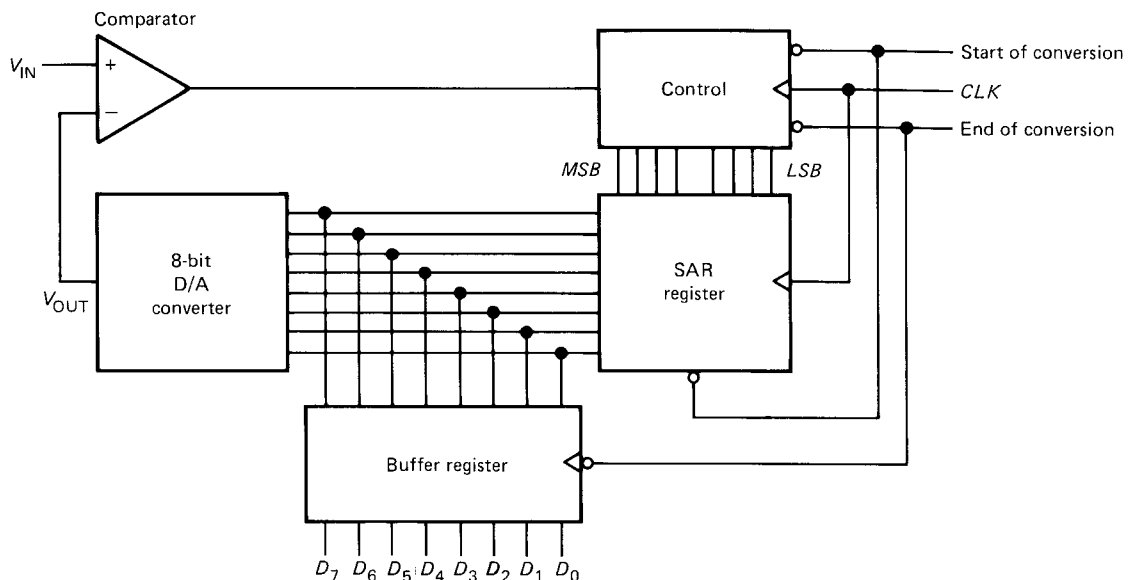 Comparator
V_IN
+
−
Control
Start of conversion
CLK
End of conversion
MSB
LSB
8-bit
D/A
converter
V_OUT
SAR
register
Buffer register
D_7 D_6 D_5 D_4 D_3 D_2 D_1 D_0